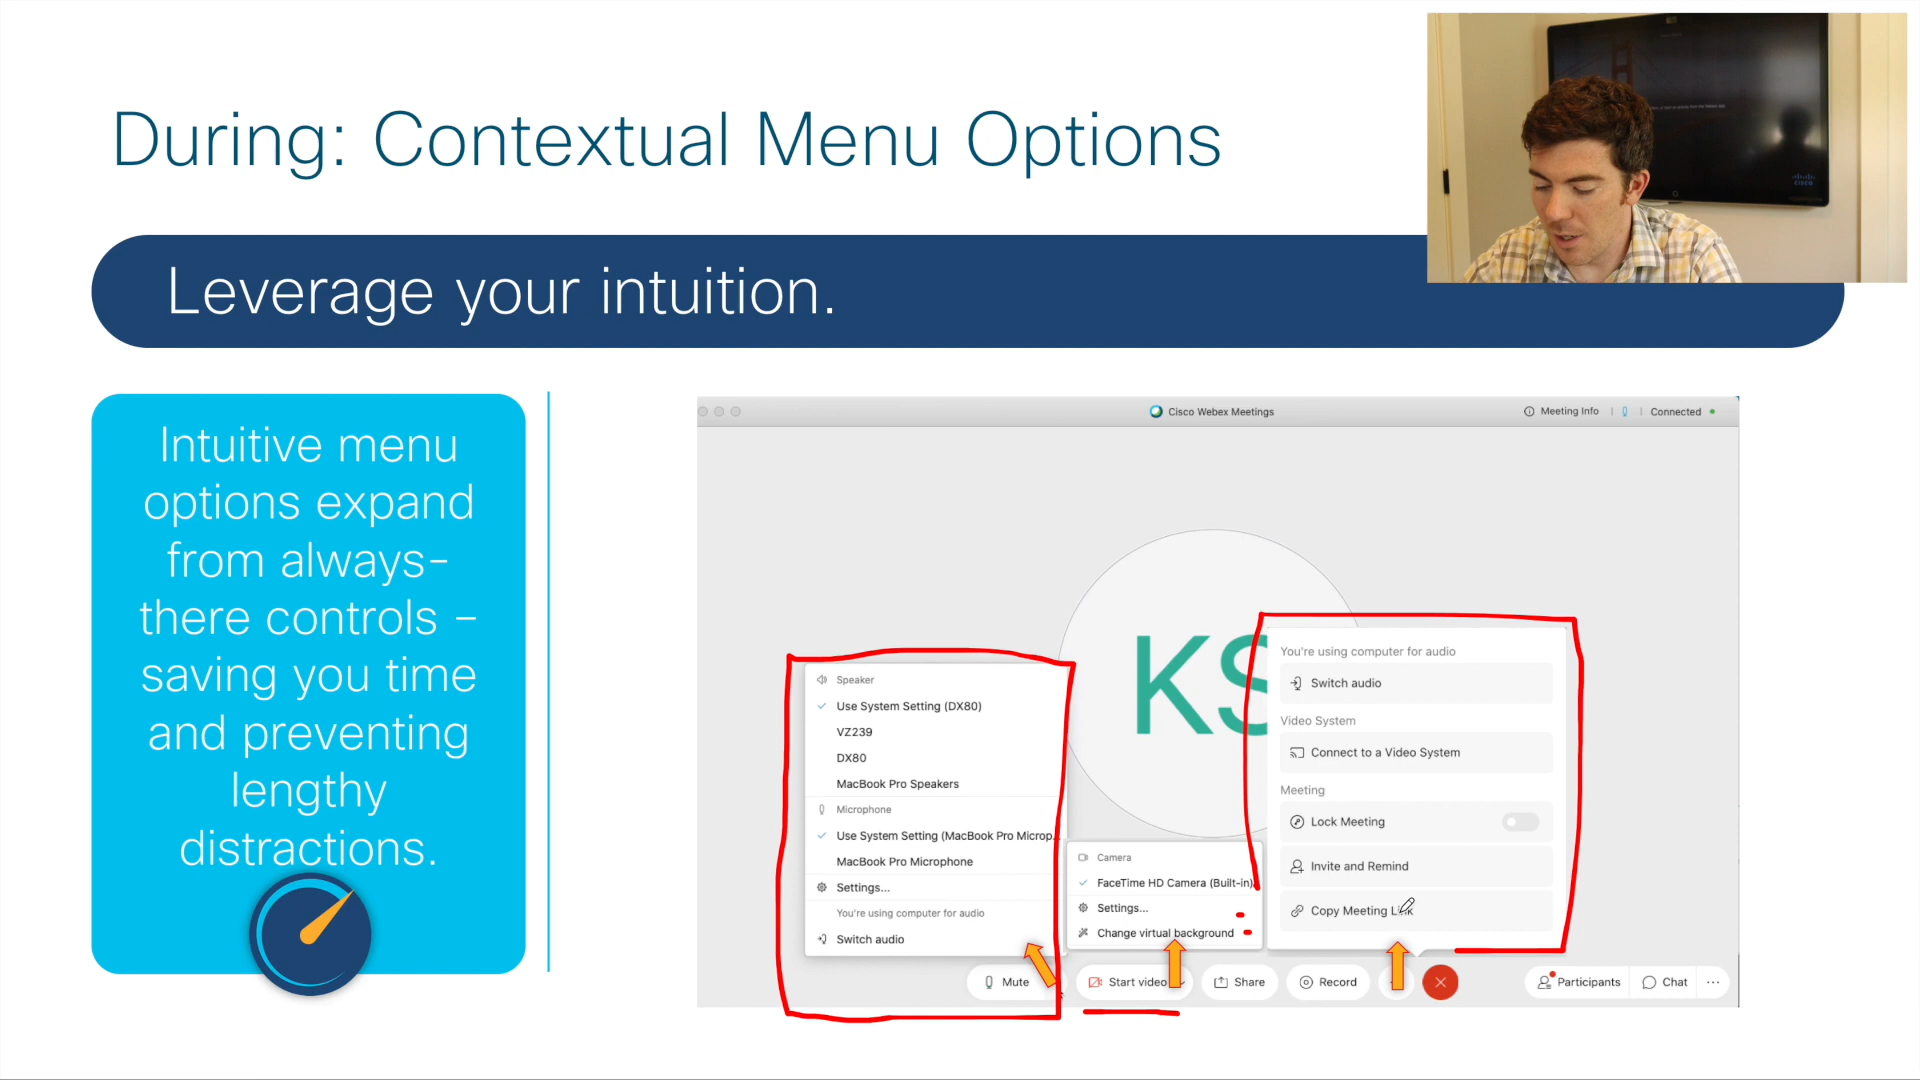 During: Contextual Menu Options
CISCO
Leverage your intuition.
Intuitive menu
options expand
from always-
there controls –
saving you time
and preventing
lengthy
distractions.
Cisco Webex Meetings
Meeting Info
Connected
KS
Speaker
Use System Setting (DX80)
VZ239
DX80
MacBook Pro Speakers
Microphone
Use System Setting (MacBook Pro Microp...
MacBook Pro Microphone
Settings...
You're using computer for audio
Switch audio
Camera
FaceTime HD Camera (Built-in)
Settings...
Change virtual background
You're using computer for audio
Switch audio
Video System
Connect to a Video System
Meeting
Lock Meeting
Invite and Remind
Copy Meeting Link
Mute
Start video
Share
Record
Participants
Chat